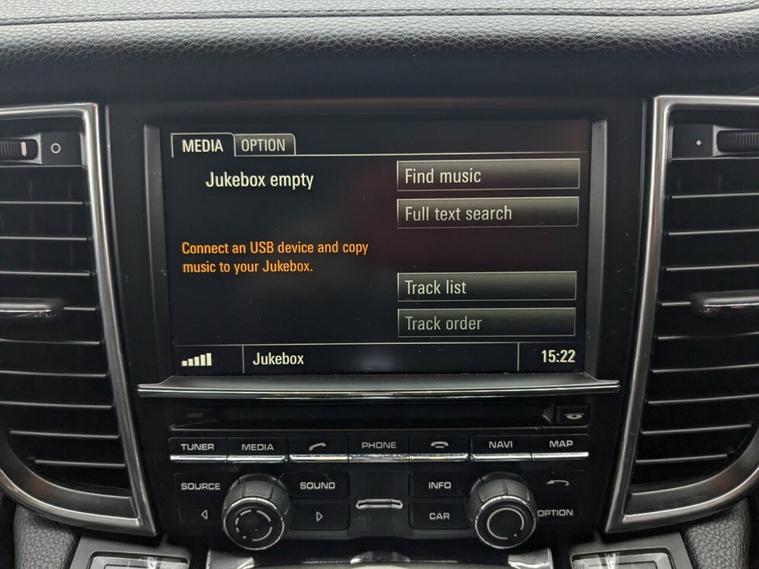 MEDIA OPTION
Jukebox empty
Find music
Full text search
Connect an USB device and copy
music to your Jukebox.
Track list
Track order
Jukebox 15:22
TUNER MEDIA PHONE NAVI MAP
SOURCE SOUND INFO
CAR OPTION